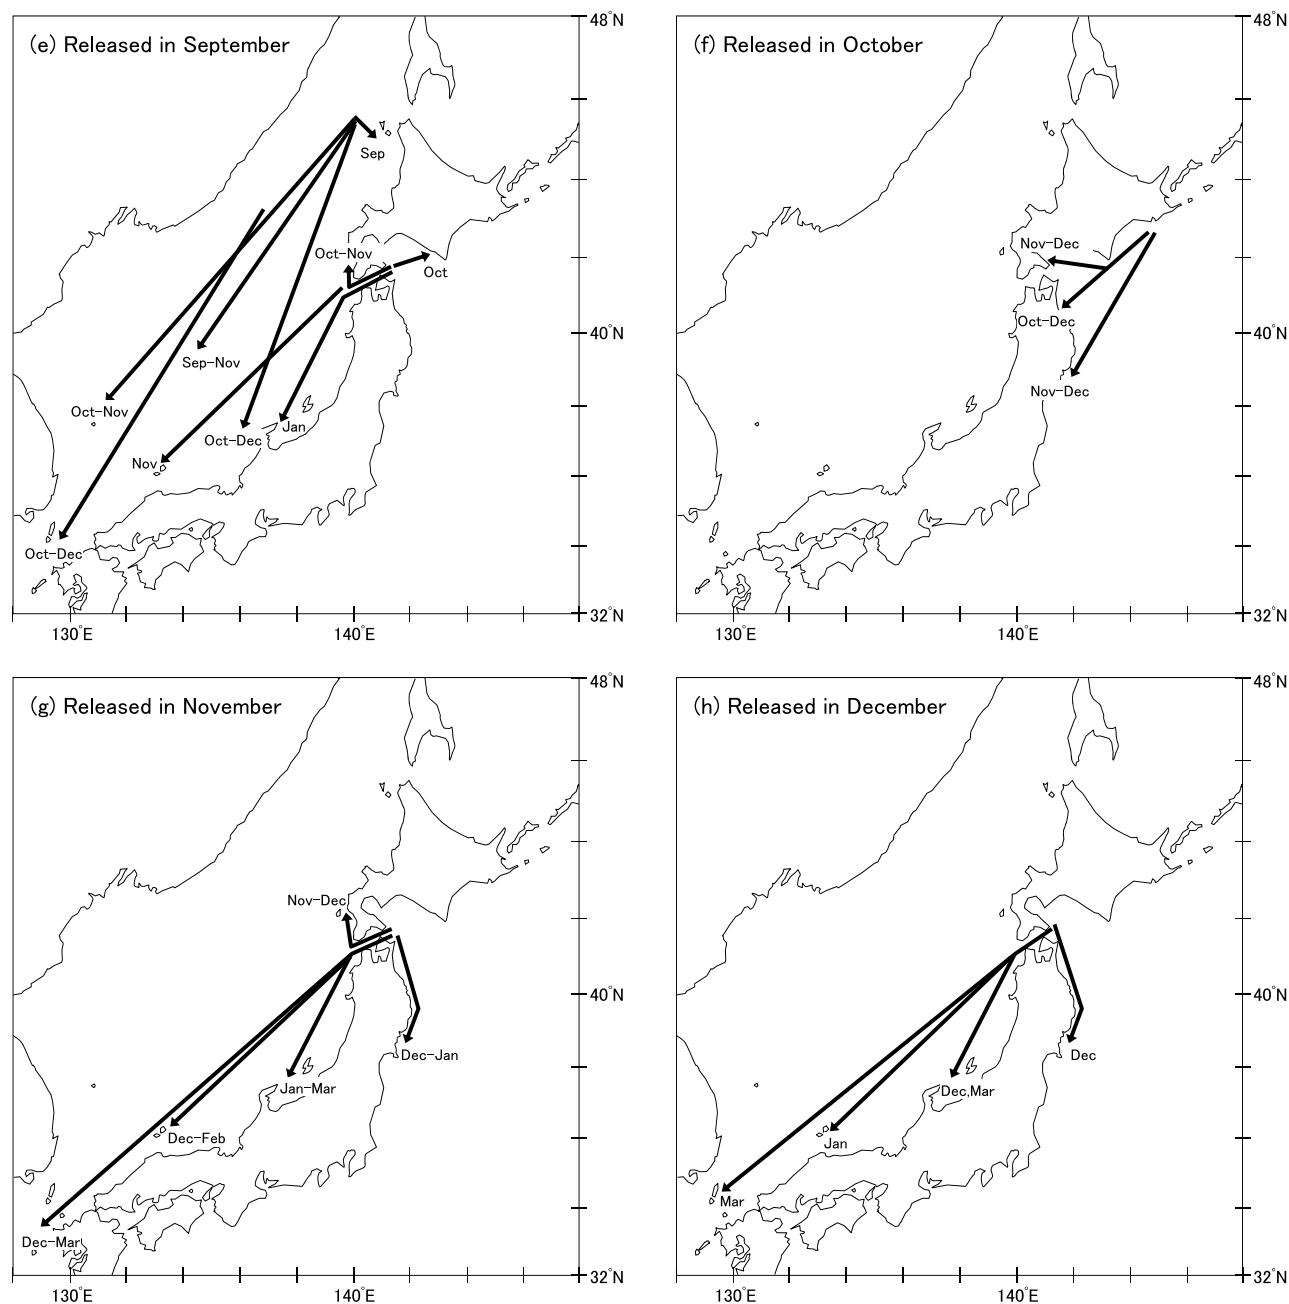 (e) Released in September
48°N
Sep
Oct-Nov
Oct
40°N
Sep-Nov
Oct-Nov
Oct-Dec
Jan
Nov
Oct-Dec
32°N
130°E
140°E
(f) Released in October
48°N
Nov-Dec
Oct-Dec
40°N
Nov-Dec
32°N
130°E
140°E
(g) Released in November
48°N
Nov-Dec
40°N
Dec-Jan
Jan-Mar
Dec-Feb
Dec-Mar
32°N
130°E
140°E
(h) Released in December
48°N
40°N
Dec
Dec,Mar
Jan
Mar
32°N
130°E
140°E